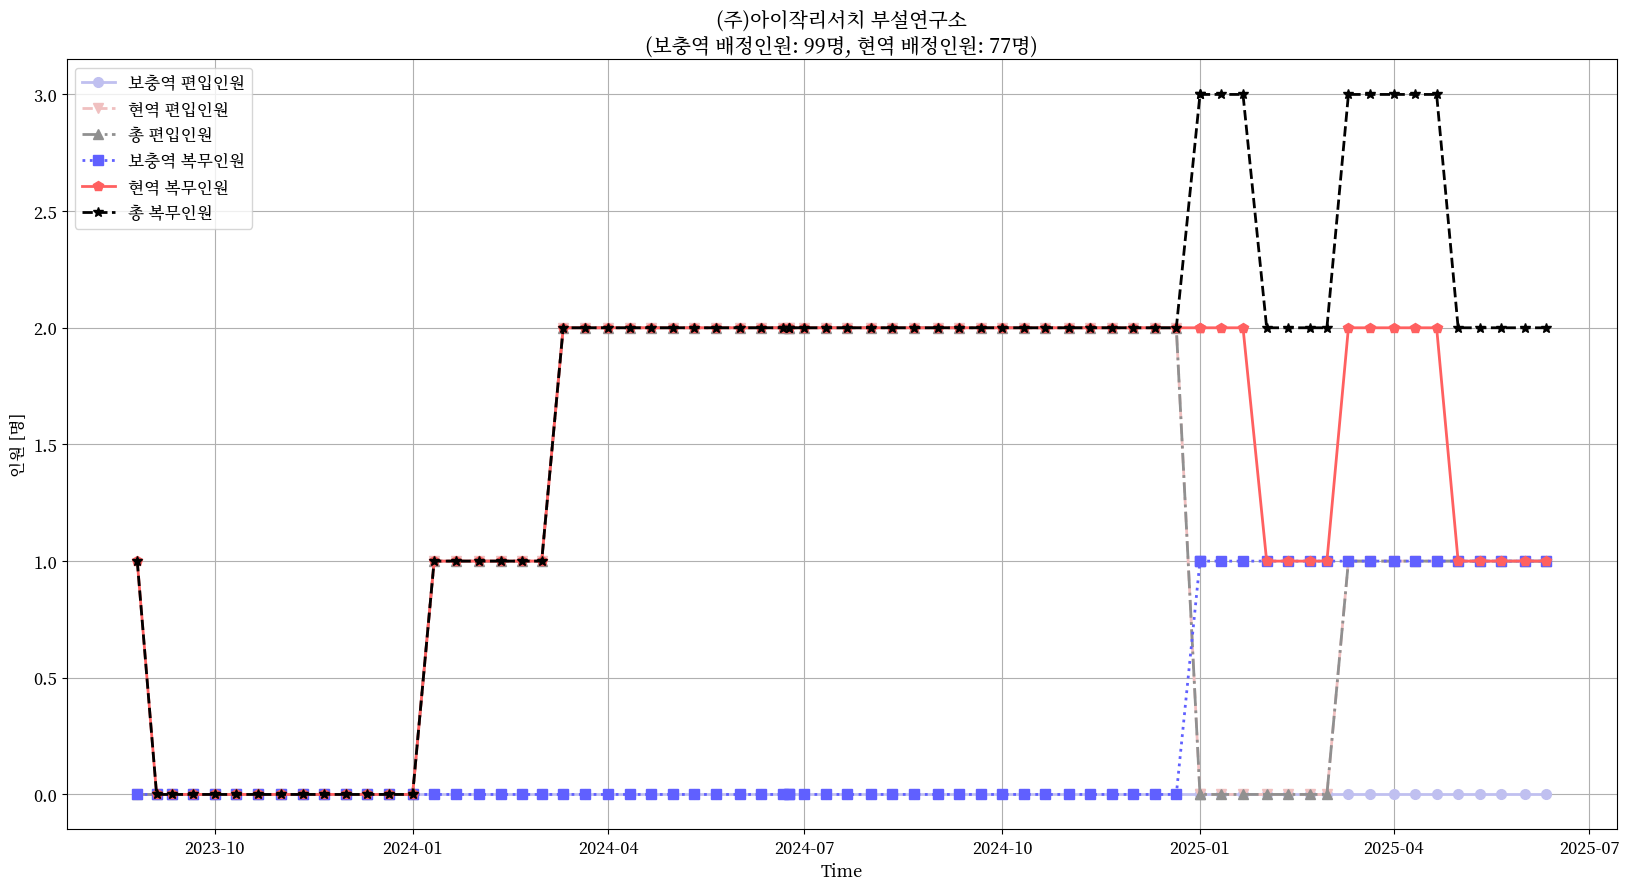 (주)아이작리서치 부설연구소
(보충역 배정인원: 99명, 현역 배정인원: 77명)
보충역 편입인원
현역 편입인원
총 편입인원
보충역 복무인원
현역 복무인원
총 복무인원
인원 [명]
3.0
2.5
2.0
1.5
1.0
0.5
0.0
2023-10
2024-01
2024-04
2024-07
2024-10
2025-01
2025-04
2025-07
Time